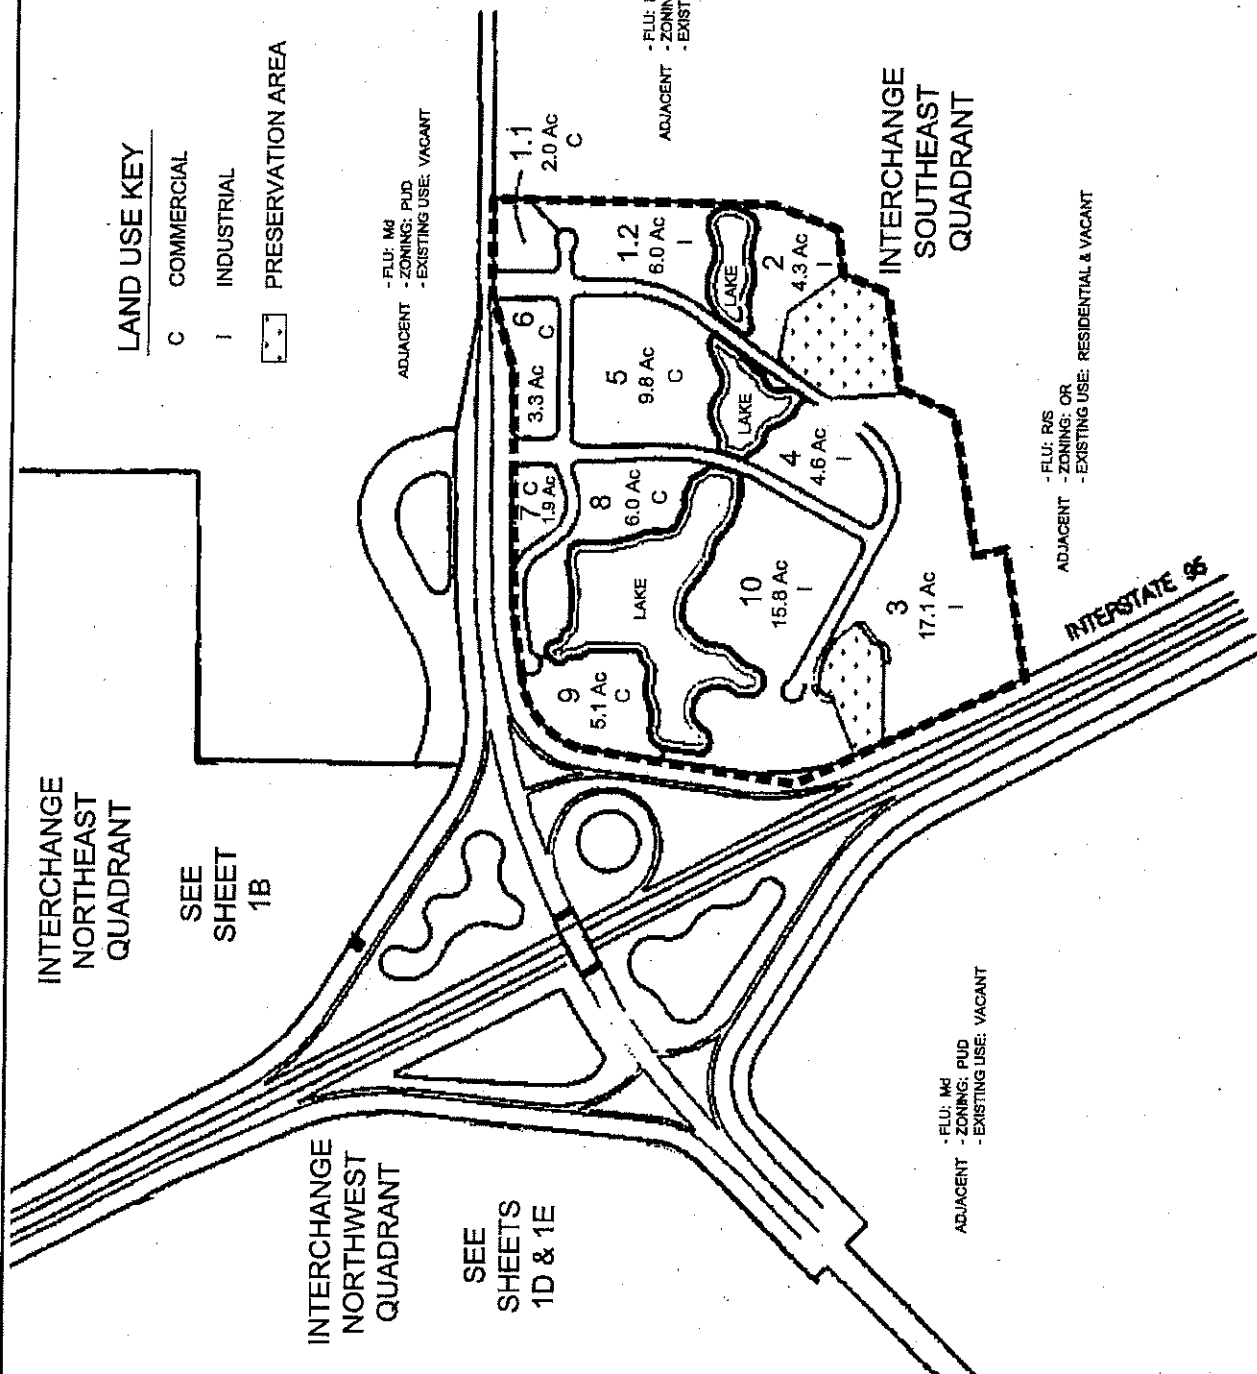 INTERCHANGE
NORTHEAST
QUADRANT
SEE
SHEET
1B
LAND USE KEY
C COMMERCIAL
I INDUSTRIAL
PRESERVATION AREA
- FLU: Md
ADJACENT - ZONING: PUD
- EXISTING USE: VACANT
INTERCHANGE
NORTHWEST
QUADRANT
SEE
SHEETS
1D & 1E
1.1
2.0 Ac
C
- FLU:
ADJACENT
6
C
3.3 Ac
7
C
1.9 Ac
1.2
6.0 Ac
I
5
9.8 Ac
C
8
6.0 Ac
C
9
5.1 Ac
C
LAKE
LAKE
LAKE
2
4.3 Ac
I
4
4.6 Ac
I
10
15.8 Ac
I
3
17.1 Ac
I
INTERCHANGE
SOUTHEAST
QUADRANT
- FLU: R/S
ADJACENT - ZONING: OR
- EXISTING USE: RESIDENTIAL & VACANT
INTERSTATE 95
- FLU: Md
ADJACENT - ZONING: PUD
- EXISTING USE: VACANT